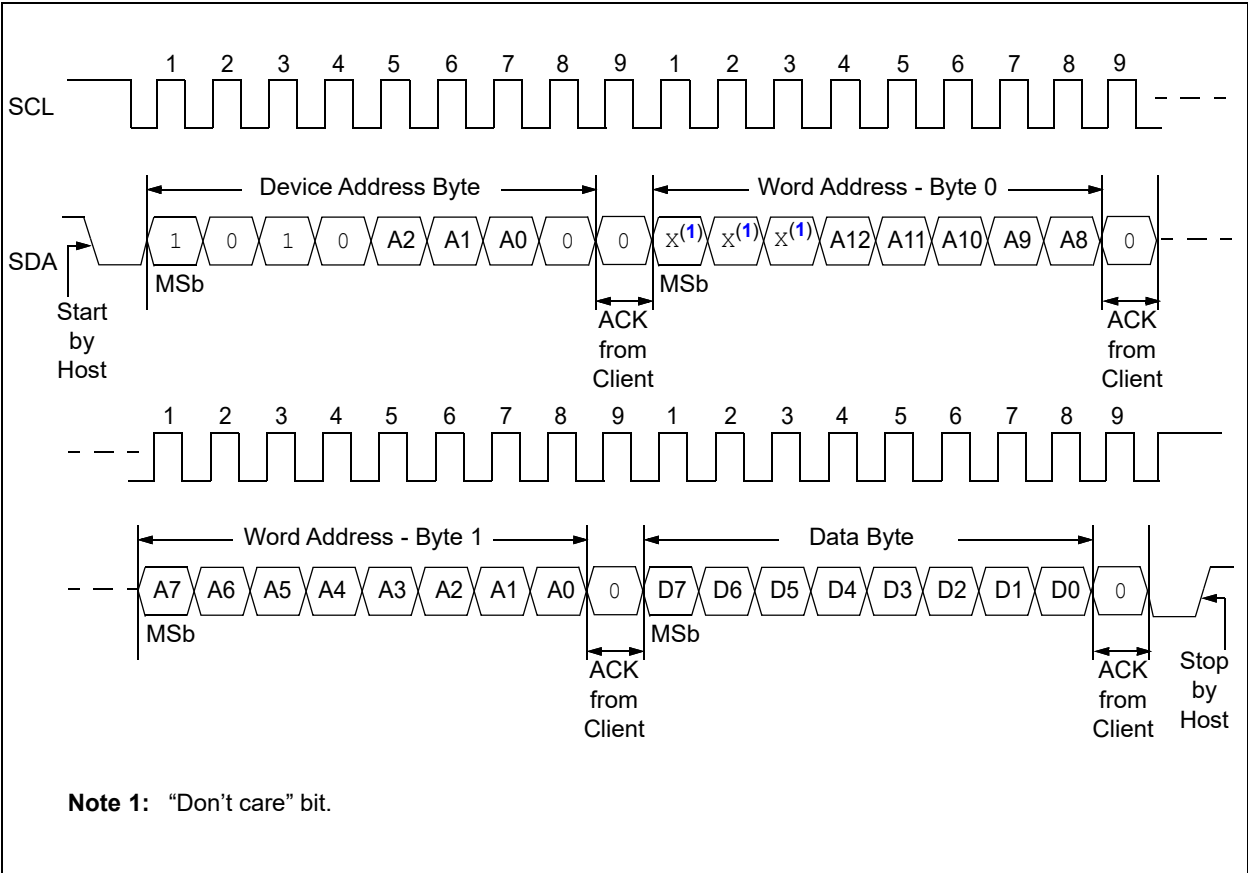 1 2 3 4 5 6 7 8 9 1 2 3 4 5 6 7 8 9
SCL
Device Address Byte Word Address - Byte 0
SDA 1 0 1 0 A2 A1 A0 0 0 X(1) X(1) X(1) A12 A11 A10 A9 A8 0
MSb MSb
Start
by
Host
ACK
from
Client
ACK
from
Client
1 2 3 4 5 6 7 8 9 1 2 3 4 5 6 7 8 9
Word Address - Byte 1 Data Byte
A7 A6 A5 A4 A3 A2 A1 A0 0 D7 D6 D5 D4 D3 D2 D1 D0 0
MSb MSb
ACK
from
Client
ACK
from
Client
Stop
by
Host
Note 1: “Don’t care” bit.